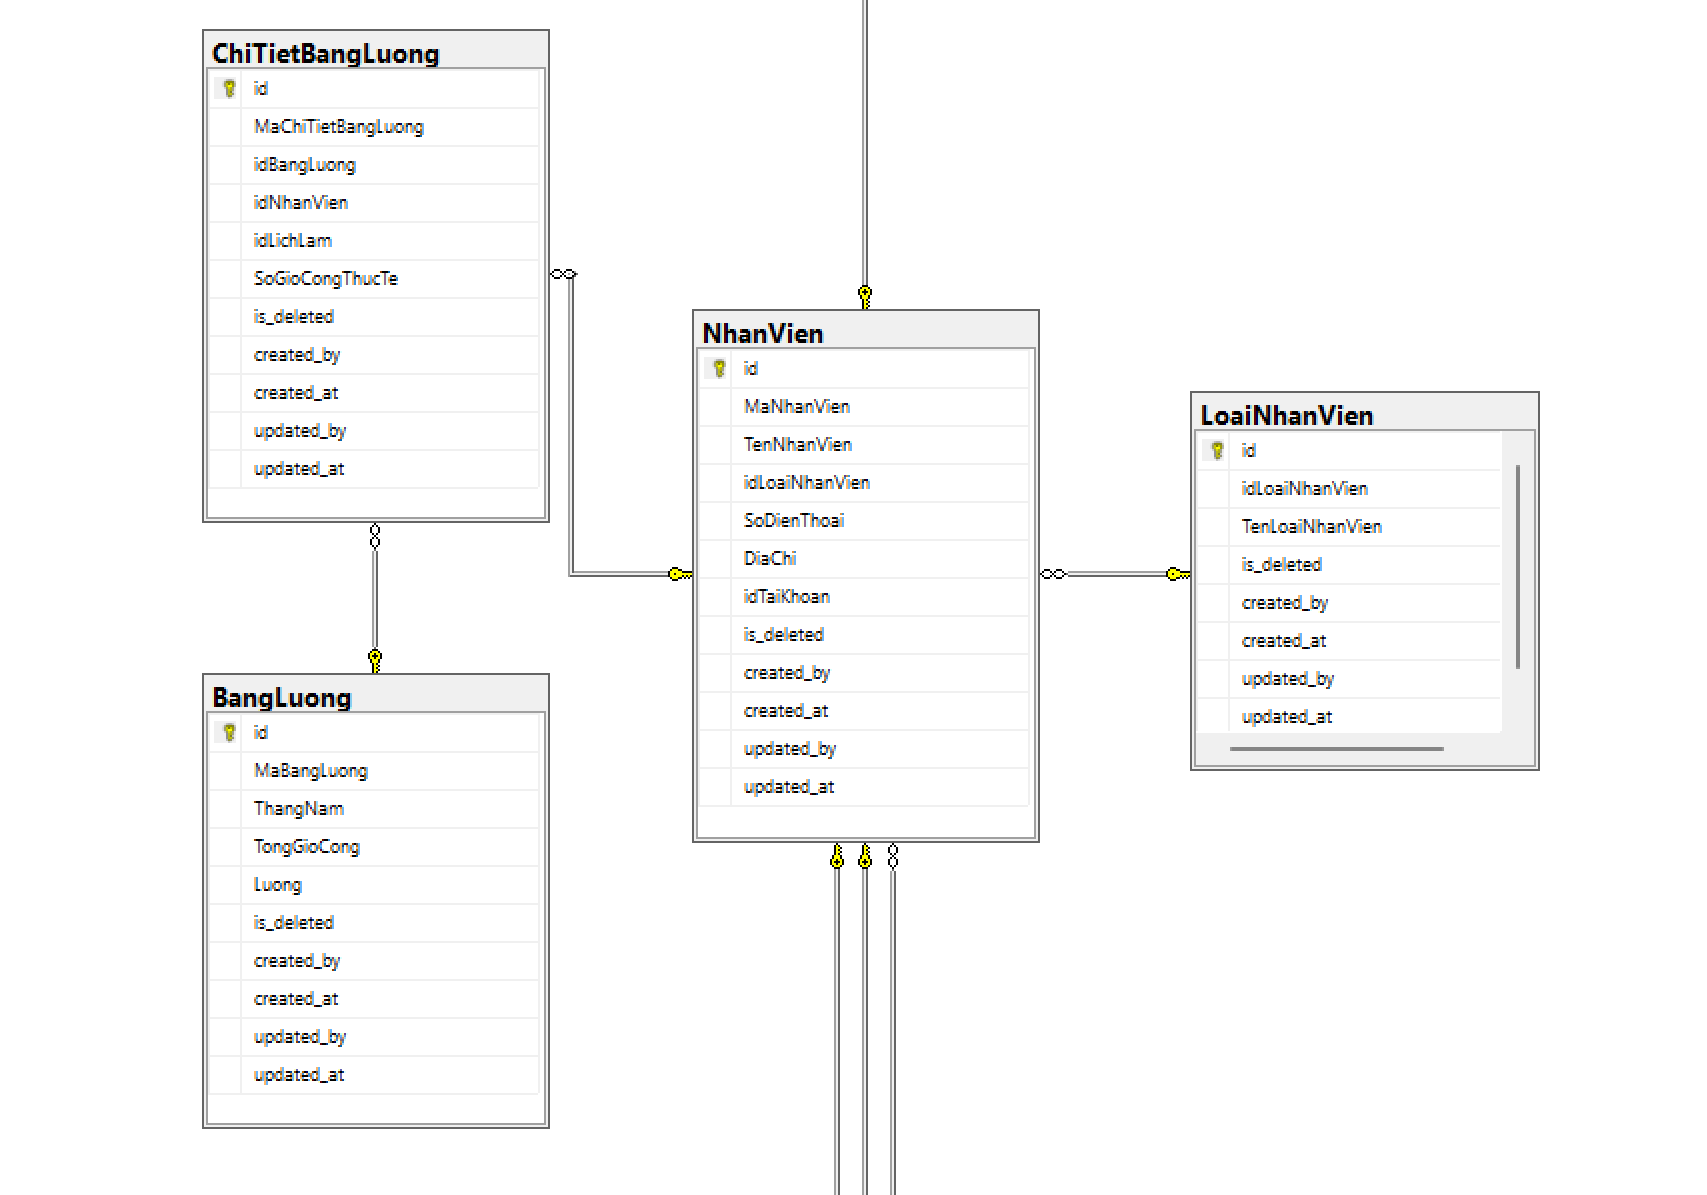 ChiTietBangLuong
id
MaChiTietBangLuong
idBangLuong
idNhanVien
idLichLam
SoGioCongThucTe
is_deleted
created_by
created_at
updated_by
updated_at
BangLuong
id
MaBangLuong
ThangNam
TongGioCong
Luong
is_deleted
created_by
created_at
updated_by
updated_at
NhanVien
id
MaNhanVien
TenNhanVien
idLoaiNhanVien
SoDienThoai
DiaChi
idTaiKhoan
is_deleted
created_by
created_at
updated_by
updated_at
LoaiNhanVien
id
idLoaiNhanVien
TenLoaiNhanVien
is_deleted
created_by
created_at
updated_by
updated_at